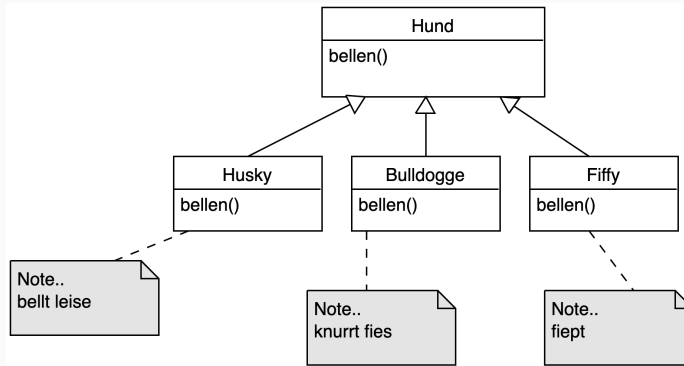 Hund
bellen()
Husky
Bulldogge
Fiffy
bellen()
bellen()
bellen()
Note..
bellt leise
Note..
knurrt fies
Note..
fiept